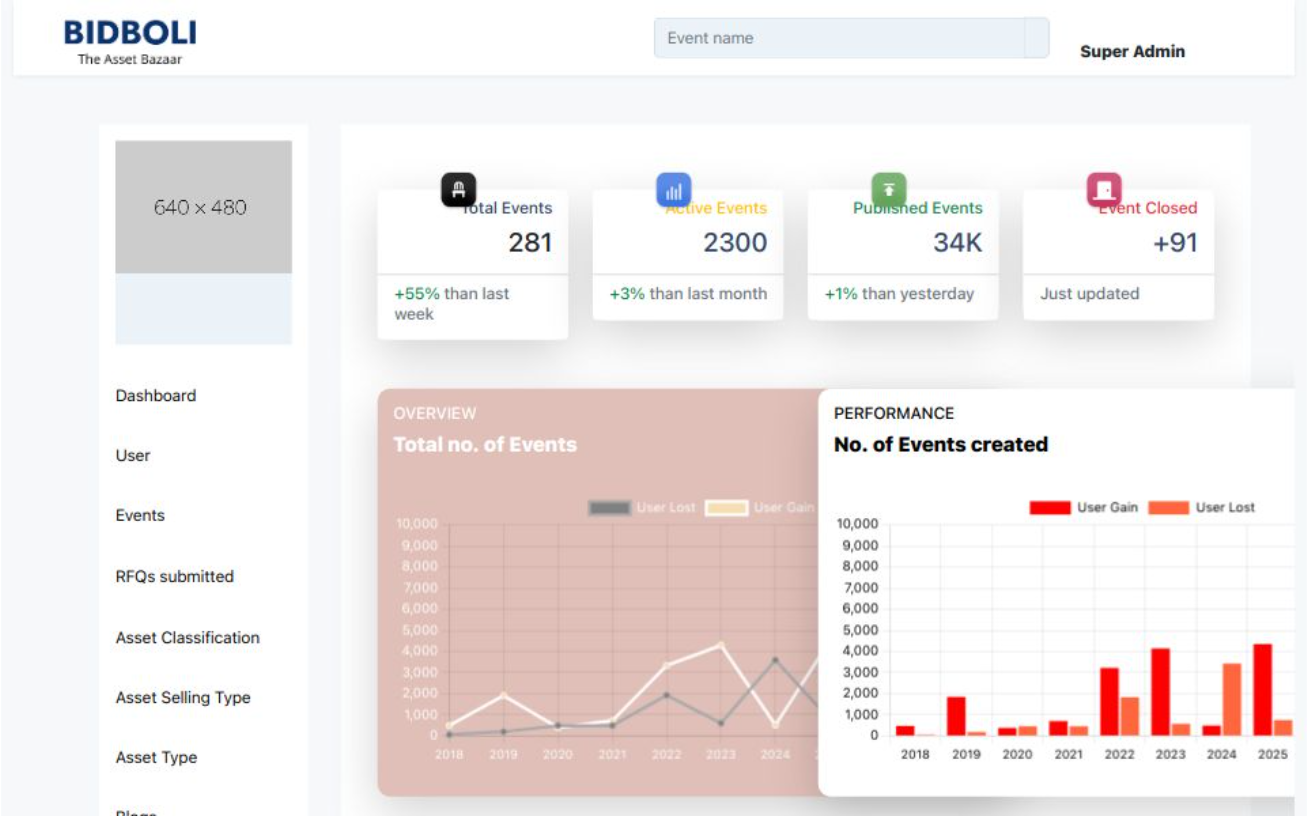 BIDBOLI
The Asset Bazaar
Event name
Super Admin
640 x 480
Dashboard
User
Events
RFQs submitted
Asset Classification
Asset Selling Type
Asset Type
Blogs
Total Events
281
+55% than last
week
Active Events
2300
+3% than last month
Published Events
34K
+1% than yesterday
Event Closed
+91
Just updated
OVERVIEW
Total no. of Events
User Lost User Gain
10,000
9,000
8,000
7,000
6,000
5,000
4,000
3,000
2,000
1,000
0
2018 2019 2020 2021 2022 2023 2024
PERFORMANCE
No. of Events created
User Gain User Lost
10,000
9,000
8,000
7,000
6,000
5,000
4,000
3,000
2,000
1,000
0
2018 2019 2020 2021 2022 2023 2024 2025